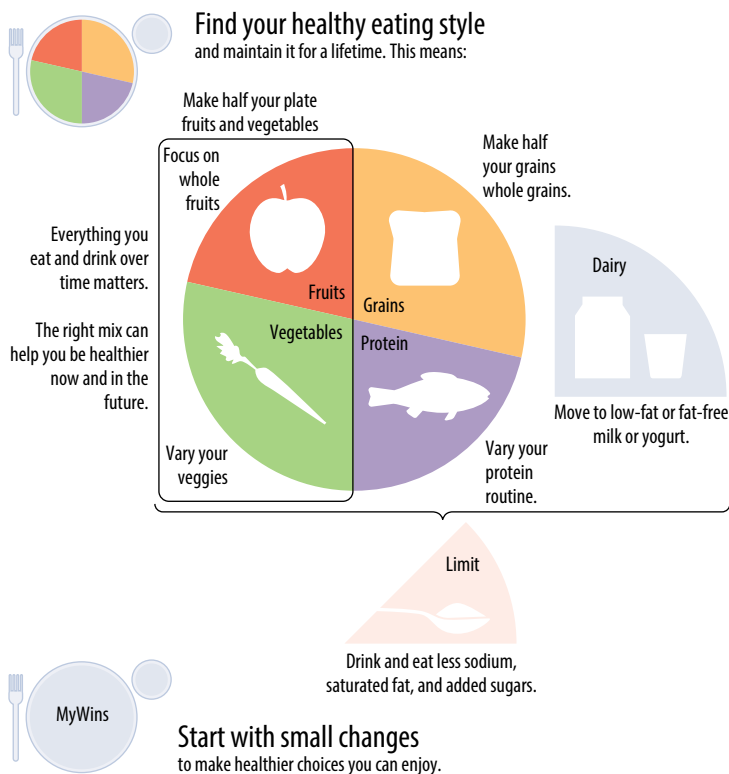 Find your healthy eating style
and maintain it for a lifetime. This means:
Make half your plate
fruits and vegetables
Focus on
whole
fruits
Make half
your grains
whole grains.
Everything you
eat and drink over
time matters.
The right mix can
help you be healthier
now and in the
future.
Fruits
Grains
Vegetables
Protein
Dairy
Move to low-fat or fat-free
milk or yogurt.
Vary your
veggies
Vary your
protein
routine.
Limit
Drink and eat less sodium,
saturated fat, and added sugars.
MyWins
Start with small changes
to make healthier choices you can enjoy.